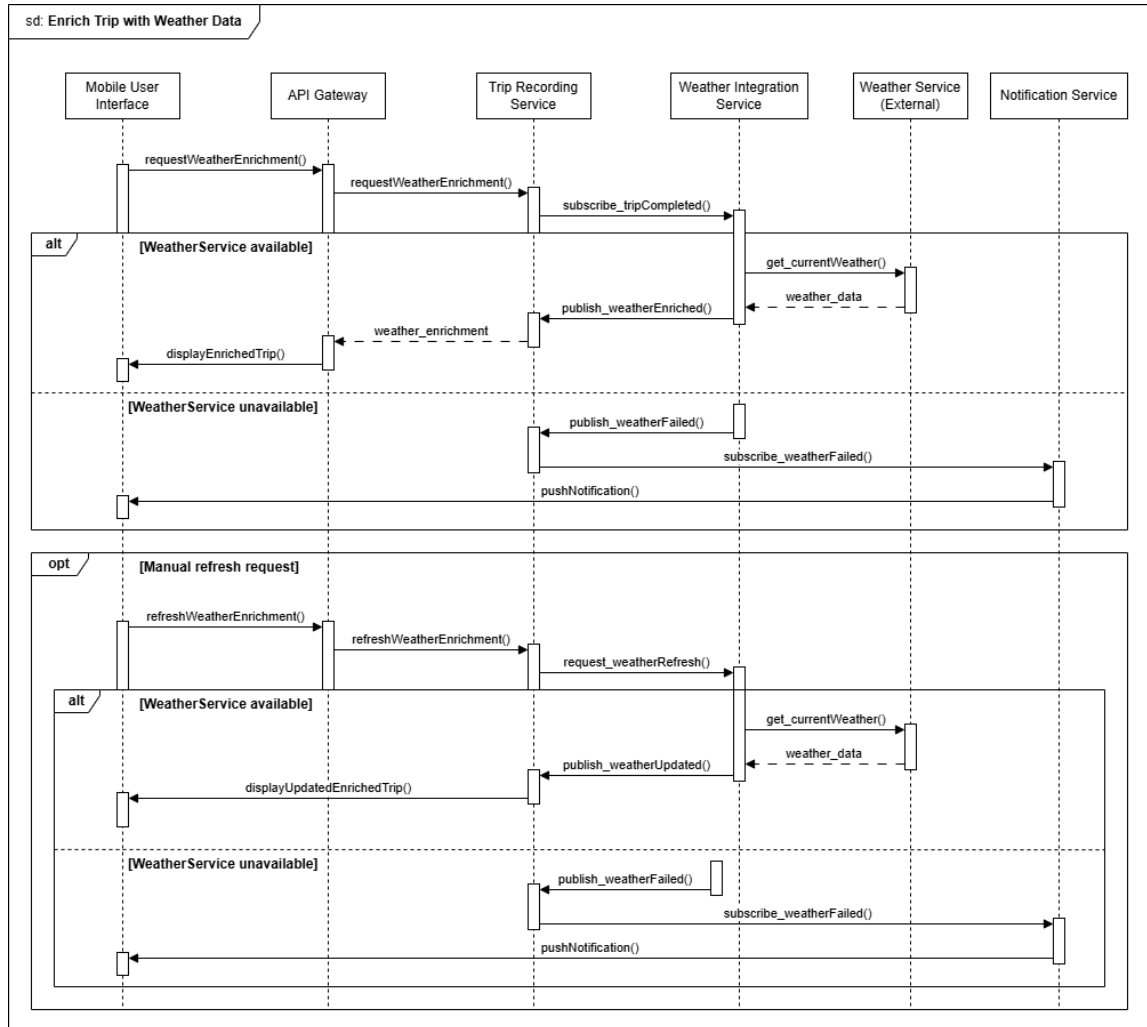 sd: Enrich Trip with Weather Data
Mobile User
Interface
API Gateway
Trip Recording
Service
Weather Integration
Service
Weather Service
(External)
Notification Service
requestWeatherEnrichment()
requestWeatherEnrichment()
subscribe_tripCompleted()
alt
[WeatherService available]
get_currentWeather()
weather_data
publish_weatherEnriched()
weather_enrichment
displayEnrichedTrip()
[WeatherService unavailable]
publish_weatherFailed()
subscribe_weatherFailed()
pushNotification()
opt
[Manual refresh request]
refreshWeatherEnrichment()
refreshWeatherEnrichment()
request_weatherRefresh()
alt
[WeatherService available]
get_currentWeather()
weather_data
publish_weatherUpdated()
displayUpdatedEnrichedTrip()
[WeatherService unavailable]
publish_weatherFailed()
subscribe_weatherFailed()
pushNotification()